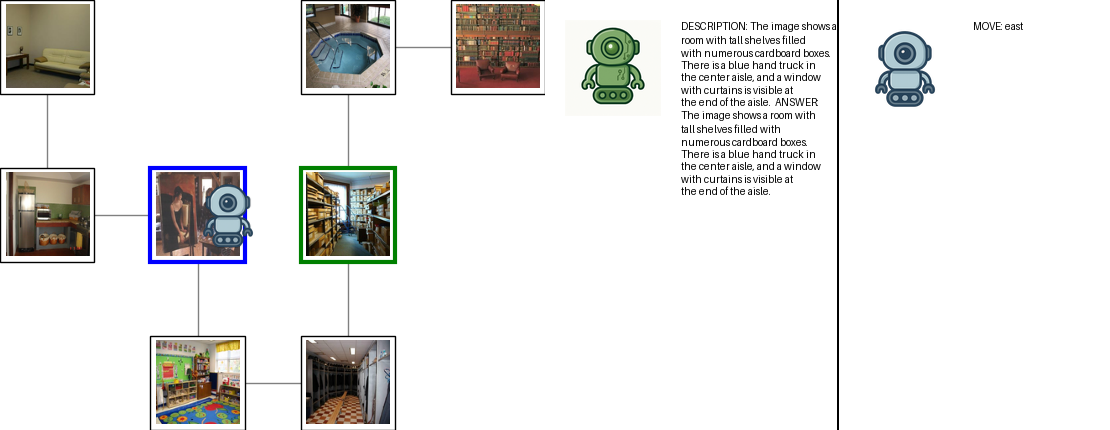 DESCRIPTION: The image shows a
room with tall shelves filled
with numerous cardboard boxes.
There is a blue hand truck in
the center aisle, and a window
with curtains is visible at
the end of the aisle. ANSWER:
The image shows a room with
tall shelves filled with
numerous cardboard boxes.
There is a blue hand truck in
the center aisle, and a window
with curtains is visible at
the end of the aisle.
MOVE: east